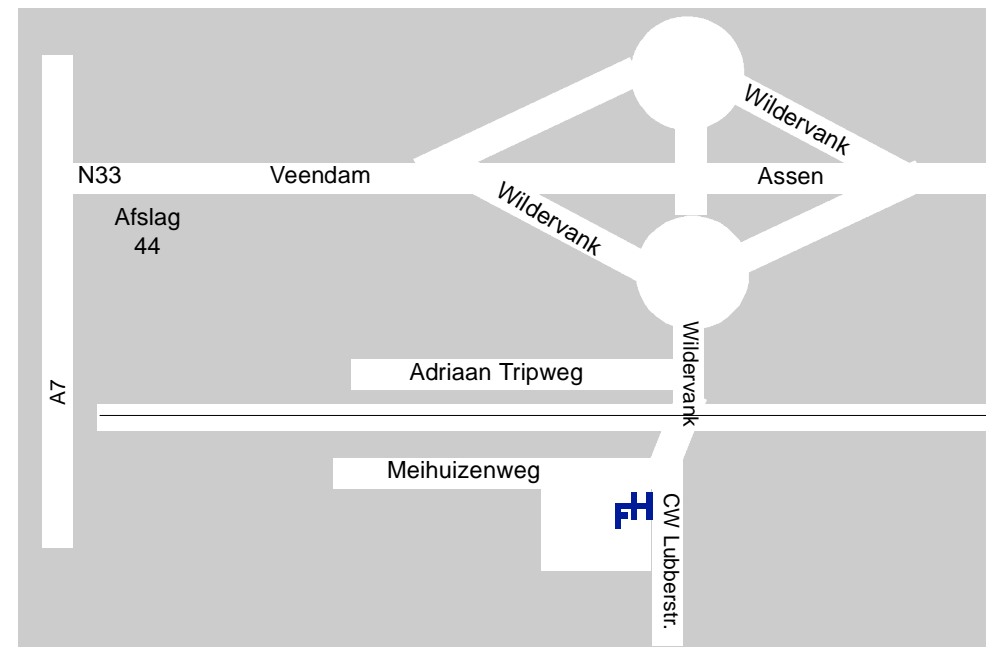 Wildervank
N33
Veendam
Assen
Wildervank
Afslag
44
Wildervank
A7
Adriaan Tripweg
Meihuizenweg
FH
CW Lubberstr.